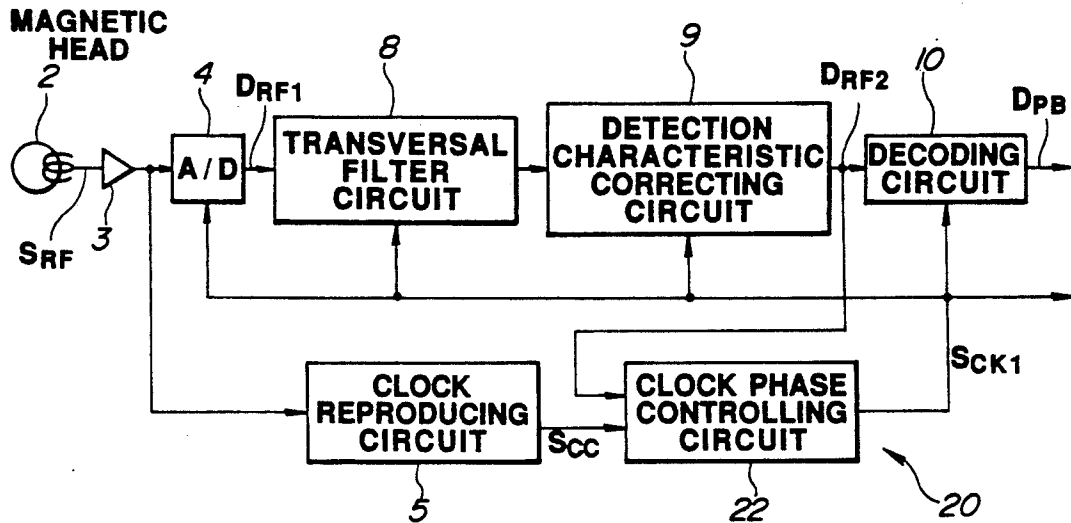 MAGNETIC
HEAD
2
3
SRF
4
A/D
DRF1
8
TRANSVERSAL
FILTER
CIRCUIT
9
DETECTION
CHARACTERISTIC
CORRECTING
CIRCUIT
DRF2
10
DECODING
CIRCUIT
DPB
CLOCK
REPRODUCING
CIRCUIT
5
SCC
CLOCK PHASE
CONTROLLING
CIRCUIT
22
SCK1
20